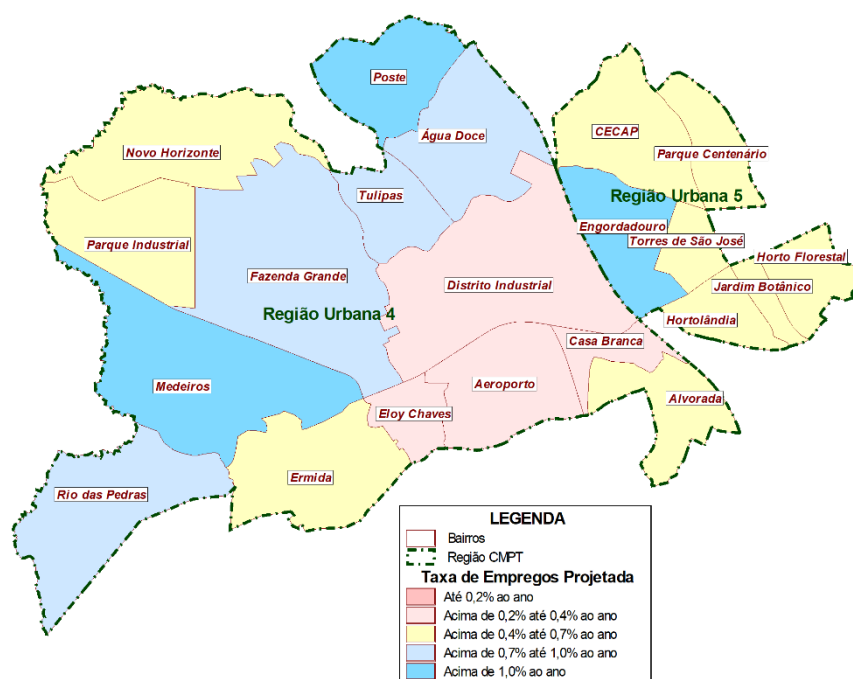 Poste
Água Doce
CECAP
Novo Horizonte
Parque Centenário
Tulipas
Região Urbana 5
Engordadouro
Torres de São José
Parque Industrial
Horto Florestal
Fazenda Grande
Distrito Industrial
Jardim Botânico
Região Urbana 4
Hortolândia
Casa Branca
Medeiros
Aeroporto
Alvorada
Eloy Chaves
Ermida
Rio das Pedras
LEGENDA
Bairros
Região CMPT
Taxa de Empregos Projetada
Até 0,2% ao ano
Acima de 0,2% até 0,4% ao ano
Acima de 0,4% até 0,7% ao ano
Acima de 0,7% até 1,0% ao ano
Acima de 1,0% ao ano